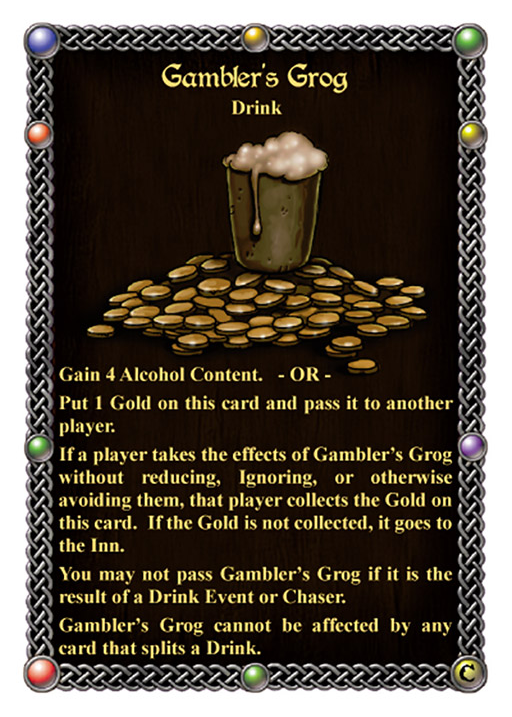 Gambler's Grog
Drink
Gain 4 Alcohol Content.   - OR -
Put 1 Gold on this card and pass it to another
player.
If a player takes the effects of Gambler's Grog
without reducing, Ignoring, or otherwise
avoiding them, that player collects the Gold on
this card.  If the Gold is not collected, it goes to
the Inn.
You may not pass Gambler's Grog if it is the
result of a Drink Event or Chaser.
Gambler's Grog cannot be affected by any
card that splits a Drink.
C